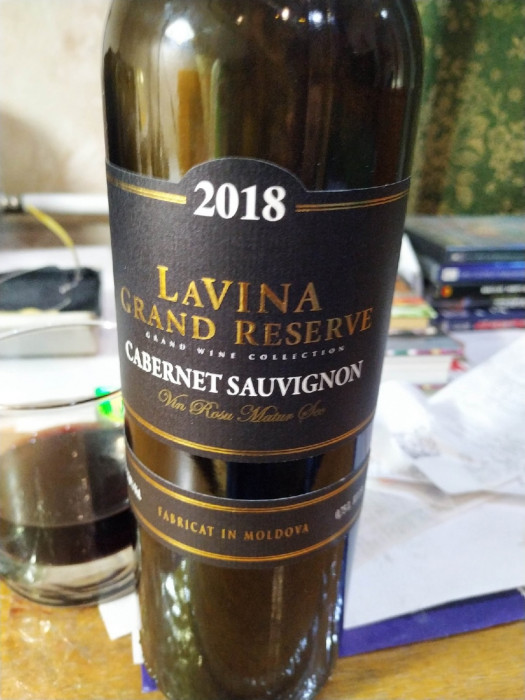 2018
LAVINA
GRAND RESERVE
GRAND WINE COLLECTION
CABERNET SAUVIGNON
Vin Roșu Matur Sec
FABRICAT IN MOLDOVA